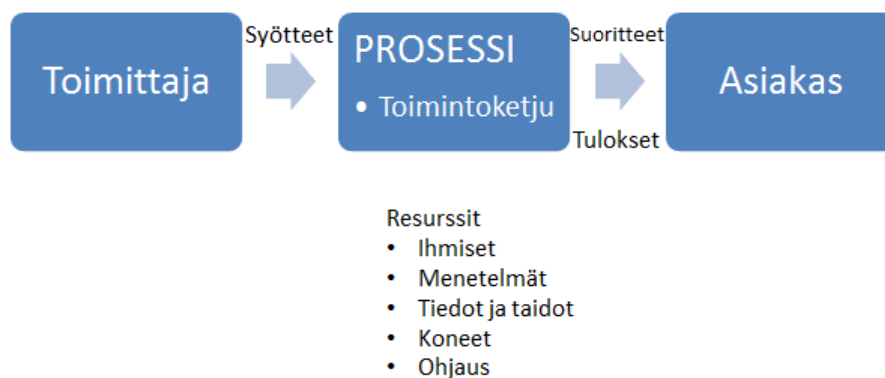 Toimittaja
Syötteet
PROSESSI
• Toimintoketju
Suoritteet
Tulokset
Asiakas
Resurssit
• Ihmiset
• Menetelmät
• Tiedot ja taidot
• Koneet
• Ohjaus